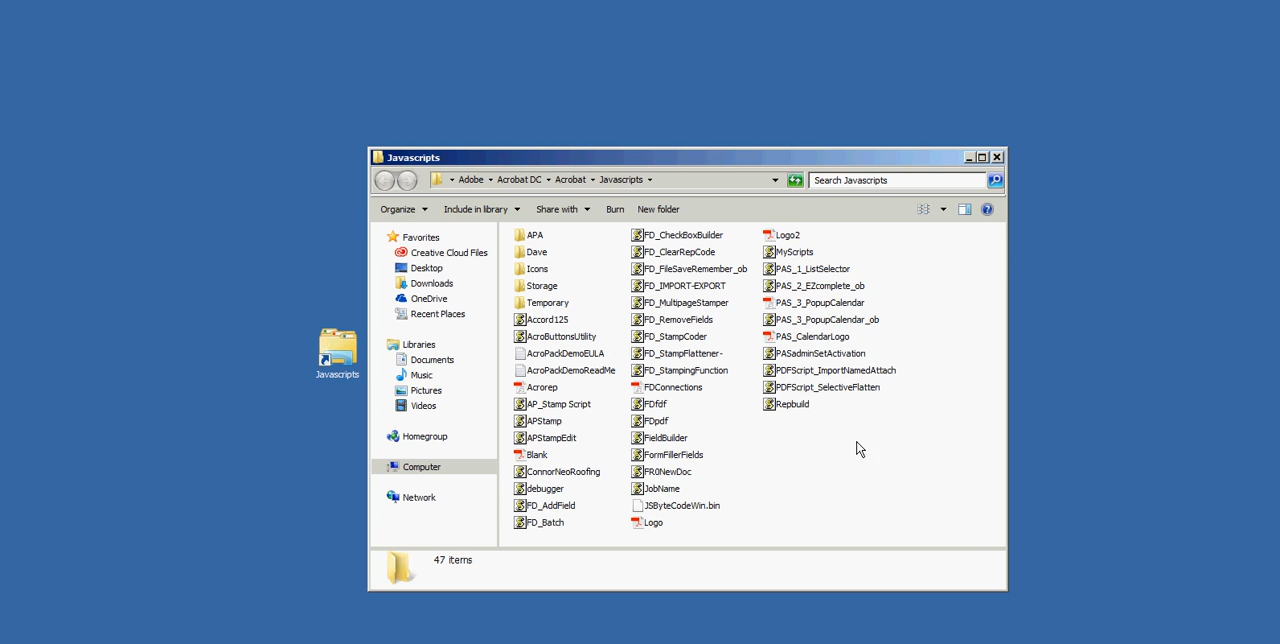 Javascripts
Adobe Acrobat DC Acrobat Javascripts
Search Javascripts
Organize Include in library Share with Burn New folder
Favorites
Creative Cloud Files
Desktop
Downloads
OneDrive
Recent Places
Libraries
Documents
Music
Pictures
Videos
Homegroup
Computer
Network
APA
Dave
Icons
Storage
Temporary
Accord125
AcroButtonsUtility
AcroPackDemoEULA
AcroPackDemoReadMe
Acrorep
AP_Stamp Script
APStamp
APStampEdit
Blank
ConnorNeoRoofing
debugger
FD_AddField
FD_Batch
FD_CheckBoxBuilder
FD_ClearRepCode
FD_FileSaveRemember_ob
FD_IMPORT-EXPORT
FD_MultipageStamper
FD_RemoveFields
FD_StampCoder
FD_StampFlattener-
FD_StampingFunction
FDConnections
FDfdf
FDpdf
FieldBuilder
FormFillerFields
FR0NewDoc
JobName
JSByteCodeWin.bin
Logo
Logo2
MyScripts
PAS_1_ListSelector
PAS_2_EZcomplete_ob
PAS_3_PopupCalendar
PAS_3_PopupCalendar_ob
PAS_CalendarLogo
PASadminSetActivation
PDFScript_ImportNamedAttach
PDFScript_SelectiveFlatten
Repbuild
47 items
Javascripts